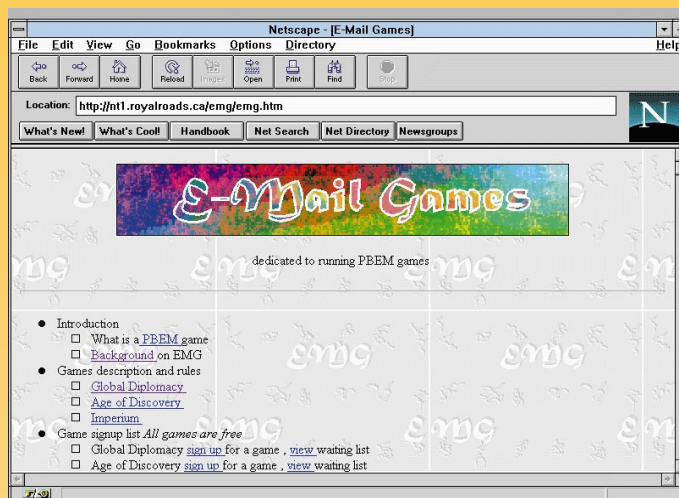 Netscape - [E-Mail Games]
File Edit View Go Bookmarks Options Directory Help
Back Forward Home Reload Images Open Print Find Stop
Location: http://nt1.royalroads.ca/emg/emg.htm
N
What's New! What's Cool! Handbook Net Search Net Directory Newsgroups
E-Mail Games
dedicated to running PBEM games
EMG
Introduction
What is a PBEM game
Background on EMG
Games description and rules
Global Diplomacy
Age of Discovery
Imperium
Game signup list All games are free
Global Diplomacy sign up for a game , view waiting list
Age of Discovery sign up for a game , view waiting list